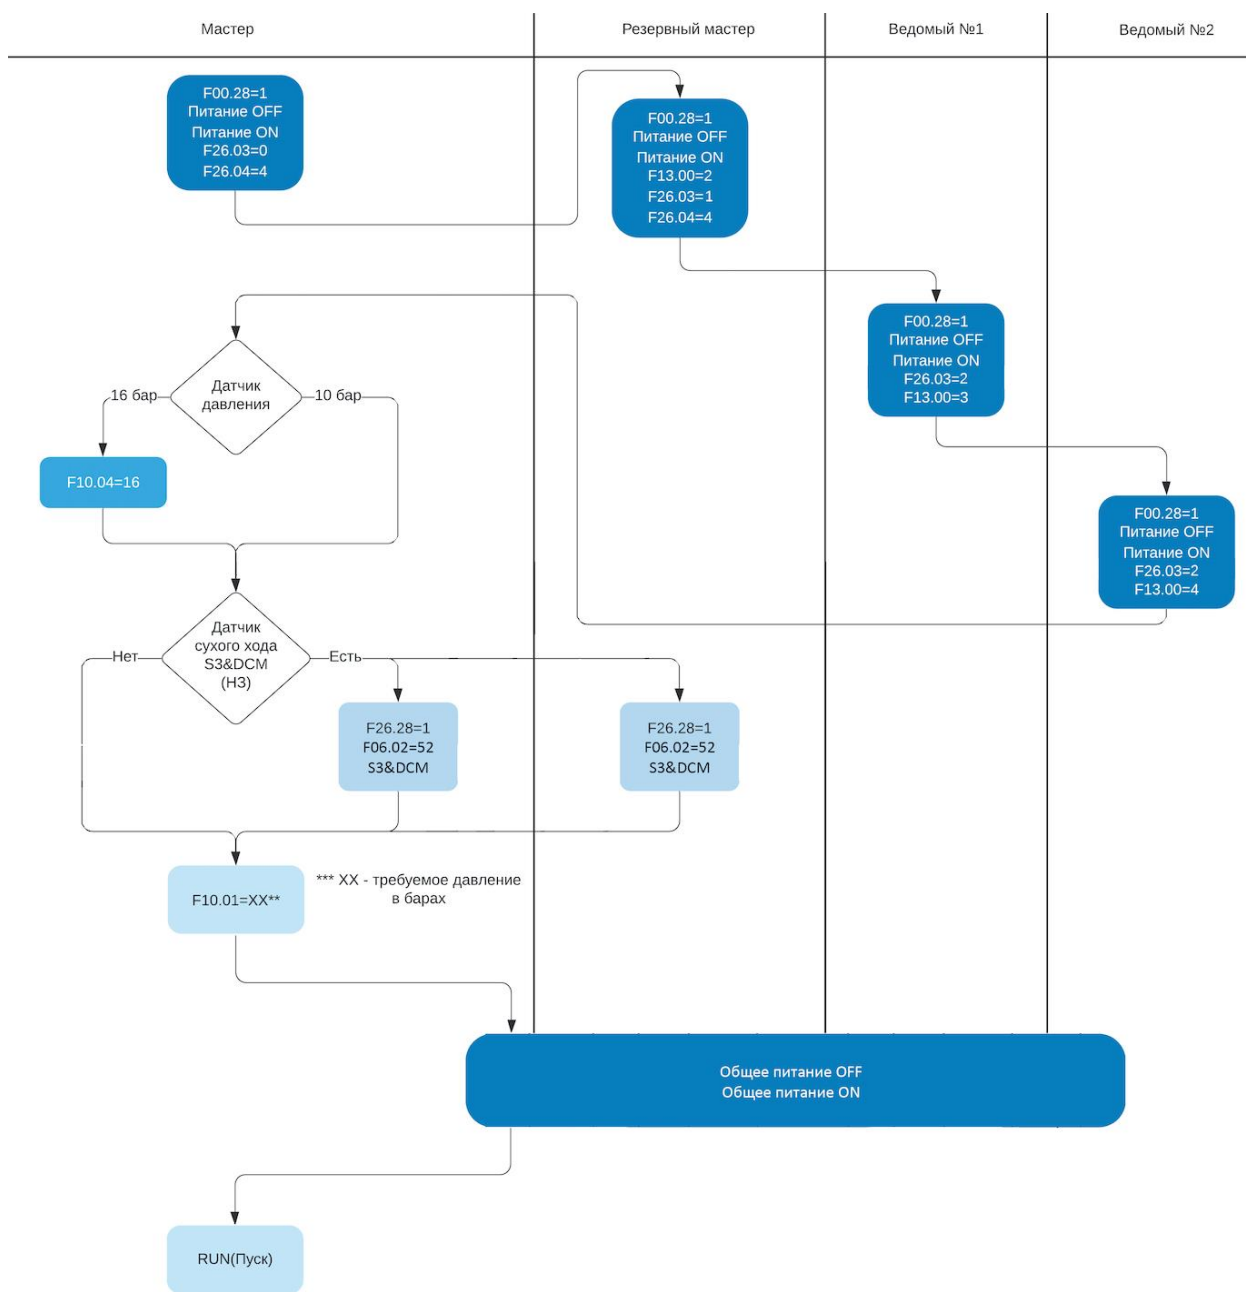 Мастер
Резервный мастер
Ведомый №1
Ведомый №2
F00.28=1
Питание OFF
Питание ON
F26.03=0
F26.04=4
F00.28=1
Питание OFF
Питание ON
F13.00=2
F26.03=1
F26.04=4
F00.28=1
Питание OFF
Питание ON
F26.03=2
F13.00=3
F00.28=1
Питание OFF
Питание ON
F26.03=2
F13.00=4
Датчик
давления
16 бар
10 бар
F10.04=16
Датчик
сухого хода
S3&DCM
(НЗ)
Нет
Есть
F26.28=1
F06.02=52
S3&DCM
F26.28=1
F06.02=52
S3&DCM
F10.01=XX**
*** XX - требуемое давление
в барах
Общее питание OFF
Общее питание ON
RUN(Пуск)